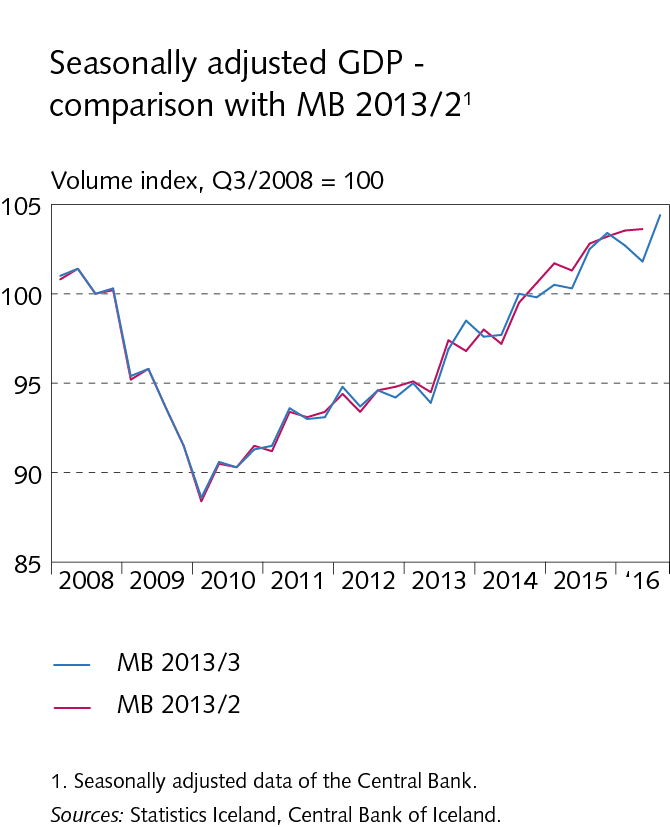 Seasonally adjusted GDP -
comparison with MB 2013/2¹
Volume index, Q3/2008 = 100
105
100
95
90
85
2008 2009 2010 2011 2012 2013 2014 2015 ‘16
MB 2013/3
MB 2013/2
1. Seasonally adjusted data of the Central Bank.
Sources: Statistics Iceland, Central Bank of Iceland.